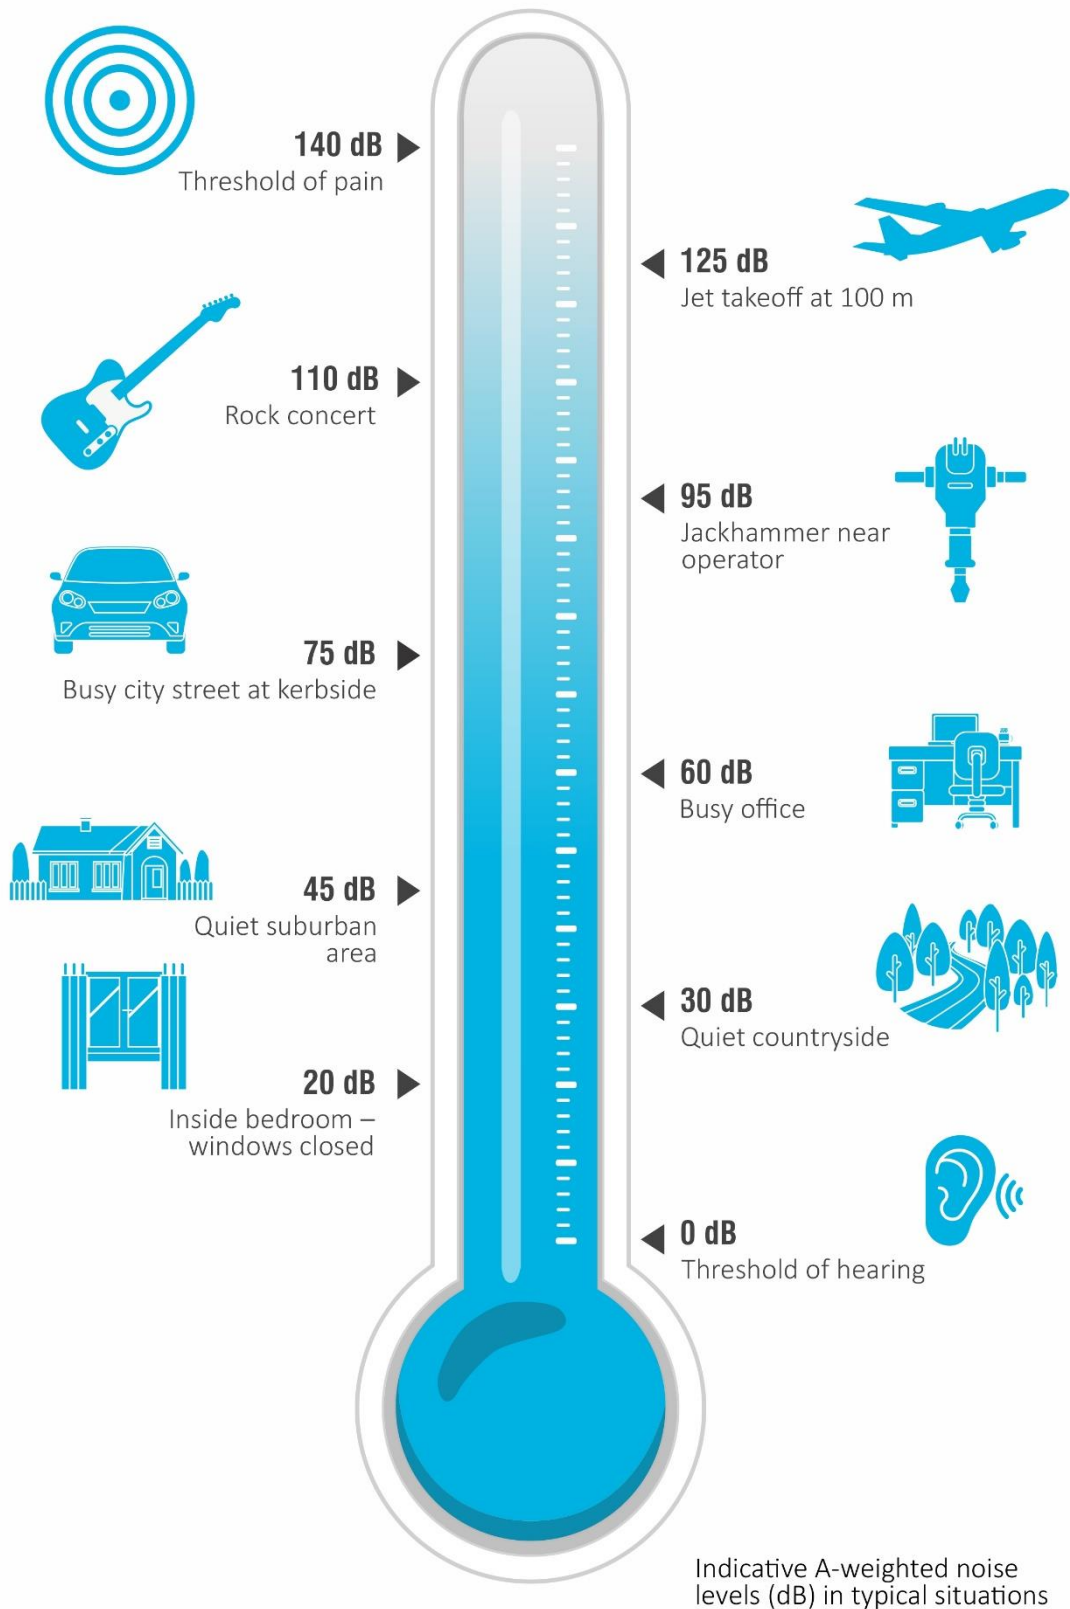 140 dB
Threshold of pain
125 dB
Jet takeoff at 100 m
110 dB
Rock concert
95 dB
Jackhammer near
operator
75 dB
Busy city street at kerbside
60 dB
Busy office
45 dB
Quiet suburban
area
30 dB
Quiet countryside
20 dB
Inside bedroom –
windows closed
0 dB
Threshold of hearing
Indicative A-weighted noise
levels (dB) in typical situations